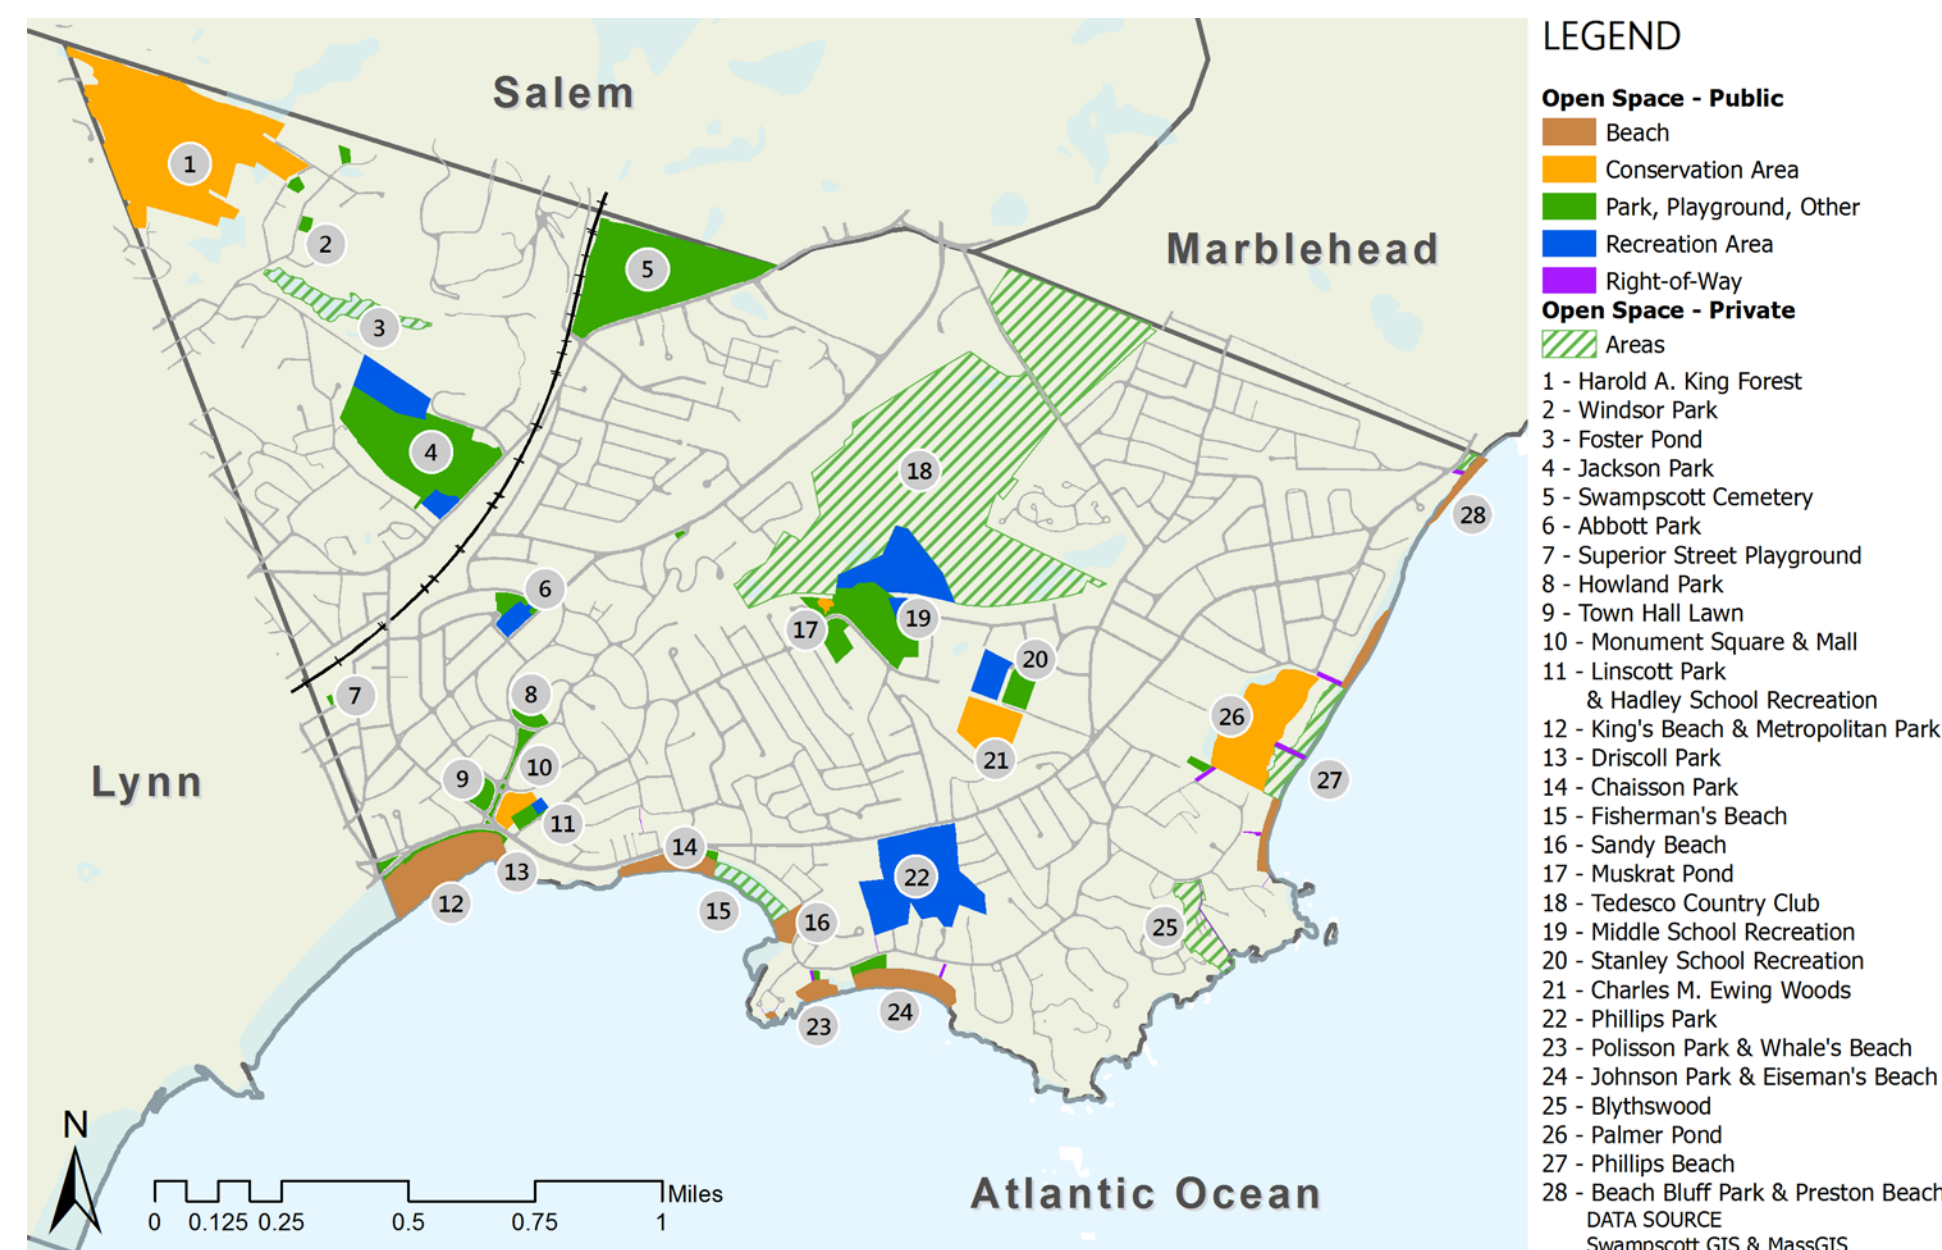 Salem
Marblehead
Lynn
Atlantic Ocean
1
2
3
4
5
6
7
8
9
10
11
12
13
14
15
16
17
18
19
20
21
22
23
24
25
26
27
28
N
Miles
0 0.125 0.25 0.5 0.75 1
LEGEND
Open Space - Public
Beach
Conservation Area
Park, Playground, Other
Recreation Area
Right-of-Way
Open Space - Private
Areas
1 - Harold A. King Forest
2 - Windsor Park
3 - Foster Pond
4 - Jackson Park
5 - Swampscott Cemetery
6 - Abbott Park
7 - Superior Street Playground
8 - Howland Park
9 - Town Hall Lawn
10 - Monument Square & Mall
11 - Linscott Park
& Hadley School Recreation
12 - King's Beach & Metropolitan Park
13 - Driscoll Park
14 - Chaisson Park
15 - Fisherman's Beach
16 - Sandy Beach
17 - Muskrat Pond
18 - Tedesco Country Club
19 - Middle School Recreation
20 - Stanley School Recreation
21 - Charles M. Ewing Woods
22 - Phillips Park
23 - Polisson Park & Whale's Beach
24 - Johnson Park & Eiseman's Beach
25 - Blythswood
26 - Palmer Pond
27 - Phillips Beach
28 - Beach Bluff Park & Preston Beach
DATA SOURCE
Swampscott GIS & MassGIS